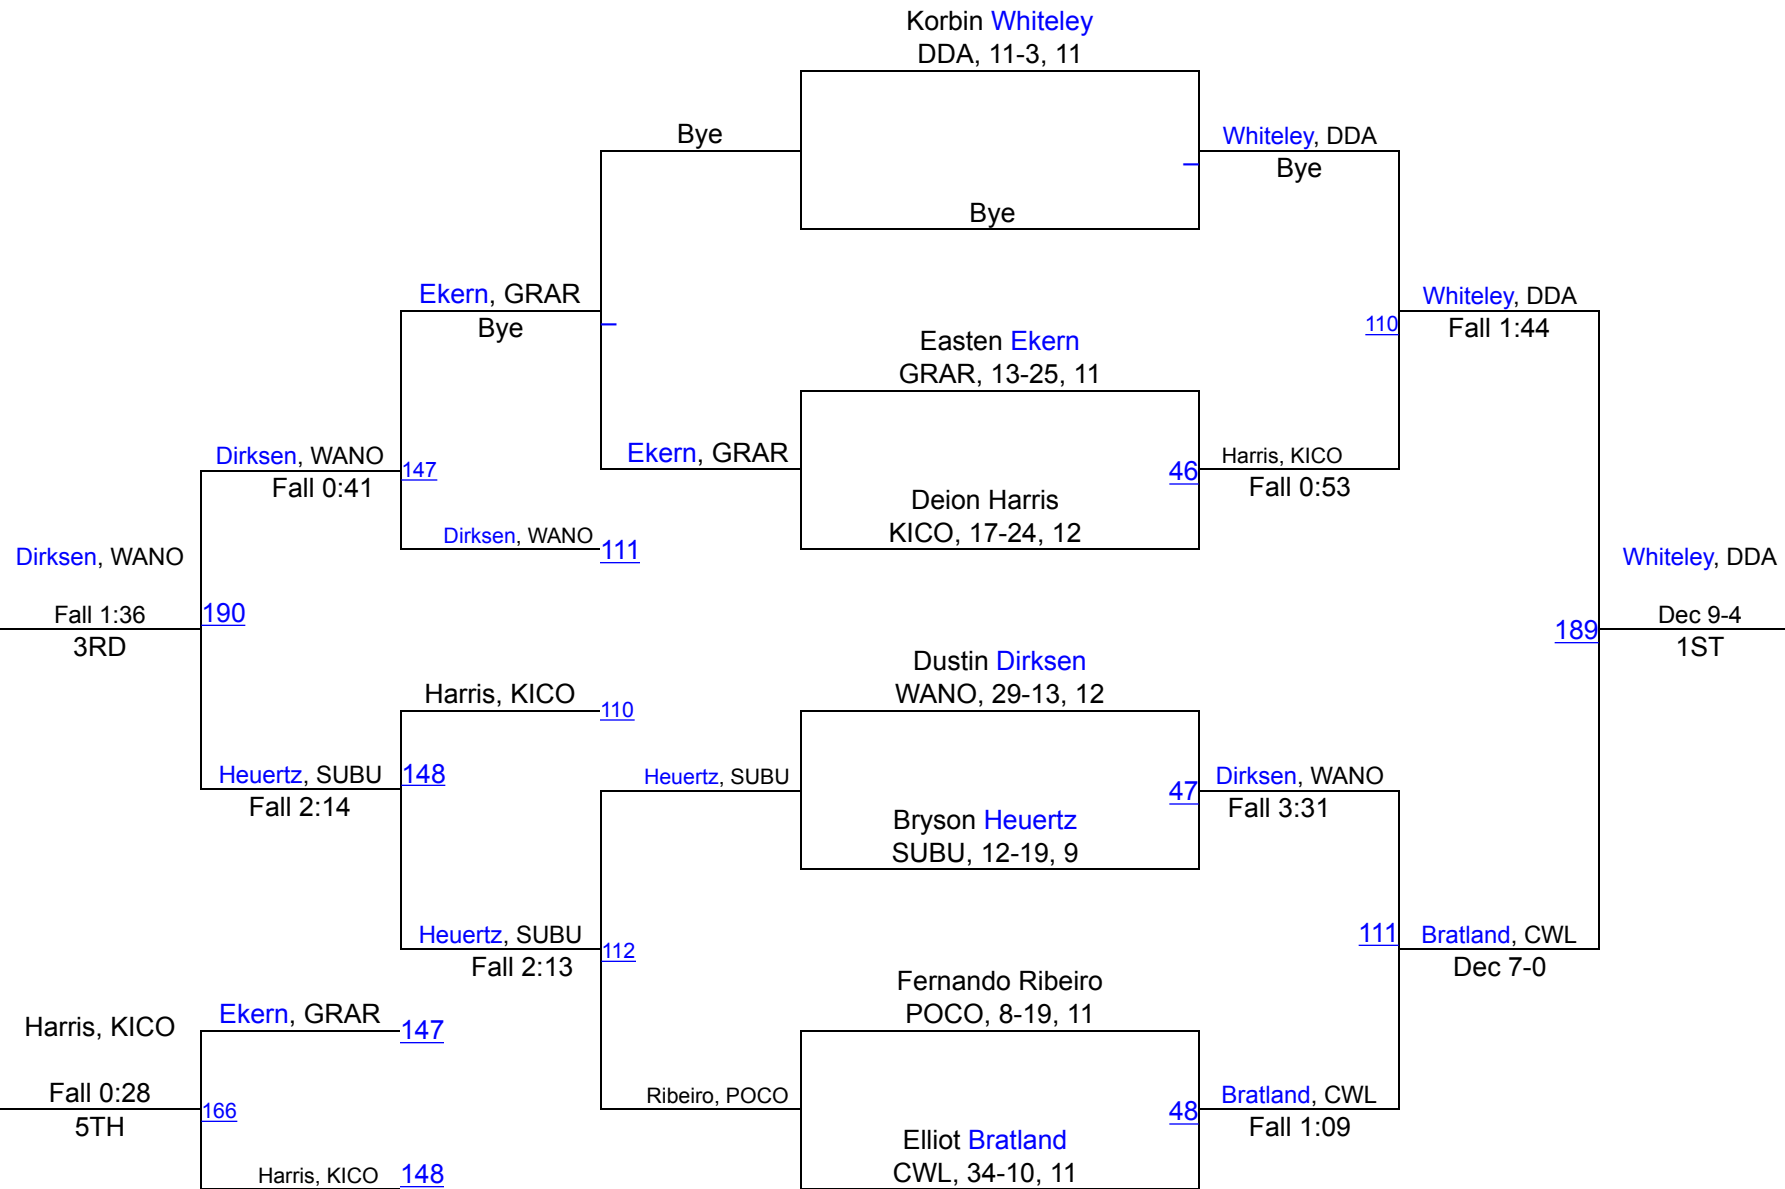 Korbin Whiteley
DDA, 11-3, 11
Bye
Whiteley, DDA
Bye
Bye
Ekern, GRAR
Bye
Whiteley, DDA
110
Fall 1:44
Easten Ekern
GRAR, 13-25, 11
Dirksen, WANO
147
Fall 0:41
Ekern, GRAR
46
Harris, KICO
Fall 0:53
Deion Harris
KICO, 17-24, 12
Dirksen, WANO
111
Dirksen, WANO
Whiteley, DDA
Fall 1:36
190
3RD
189
Dec 9-4
1ST
Dustin Dirksen
WANO, 29-13, 12
Harris, KICO
110
Heuertz, SUBU
148
Fall 2:14
Heuertz, SUBU
47
Dirksen, WANO
Fall 3:31
Bryson Heuertz
SUBU, 12-19, 9
Heuertz, SUBU
112
Fall 2:13
111
Bratland, CWL
Dec 7-0
Fernando Ribeiro
POCO, 8-19, 11
Harris, KICO
Ekern, GRAR
147
Fall 0:28
166
5TH
Ribeiro, POCO
48
Bratland, CWL
Fall 1:09
Elliot Bratland
CWL, 34-10, 11
Harris, KICO
148